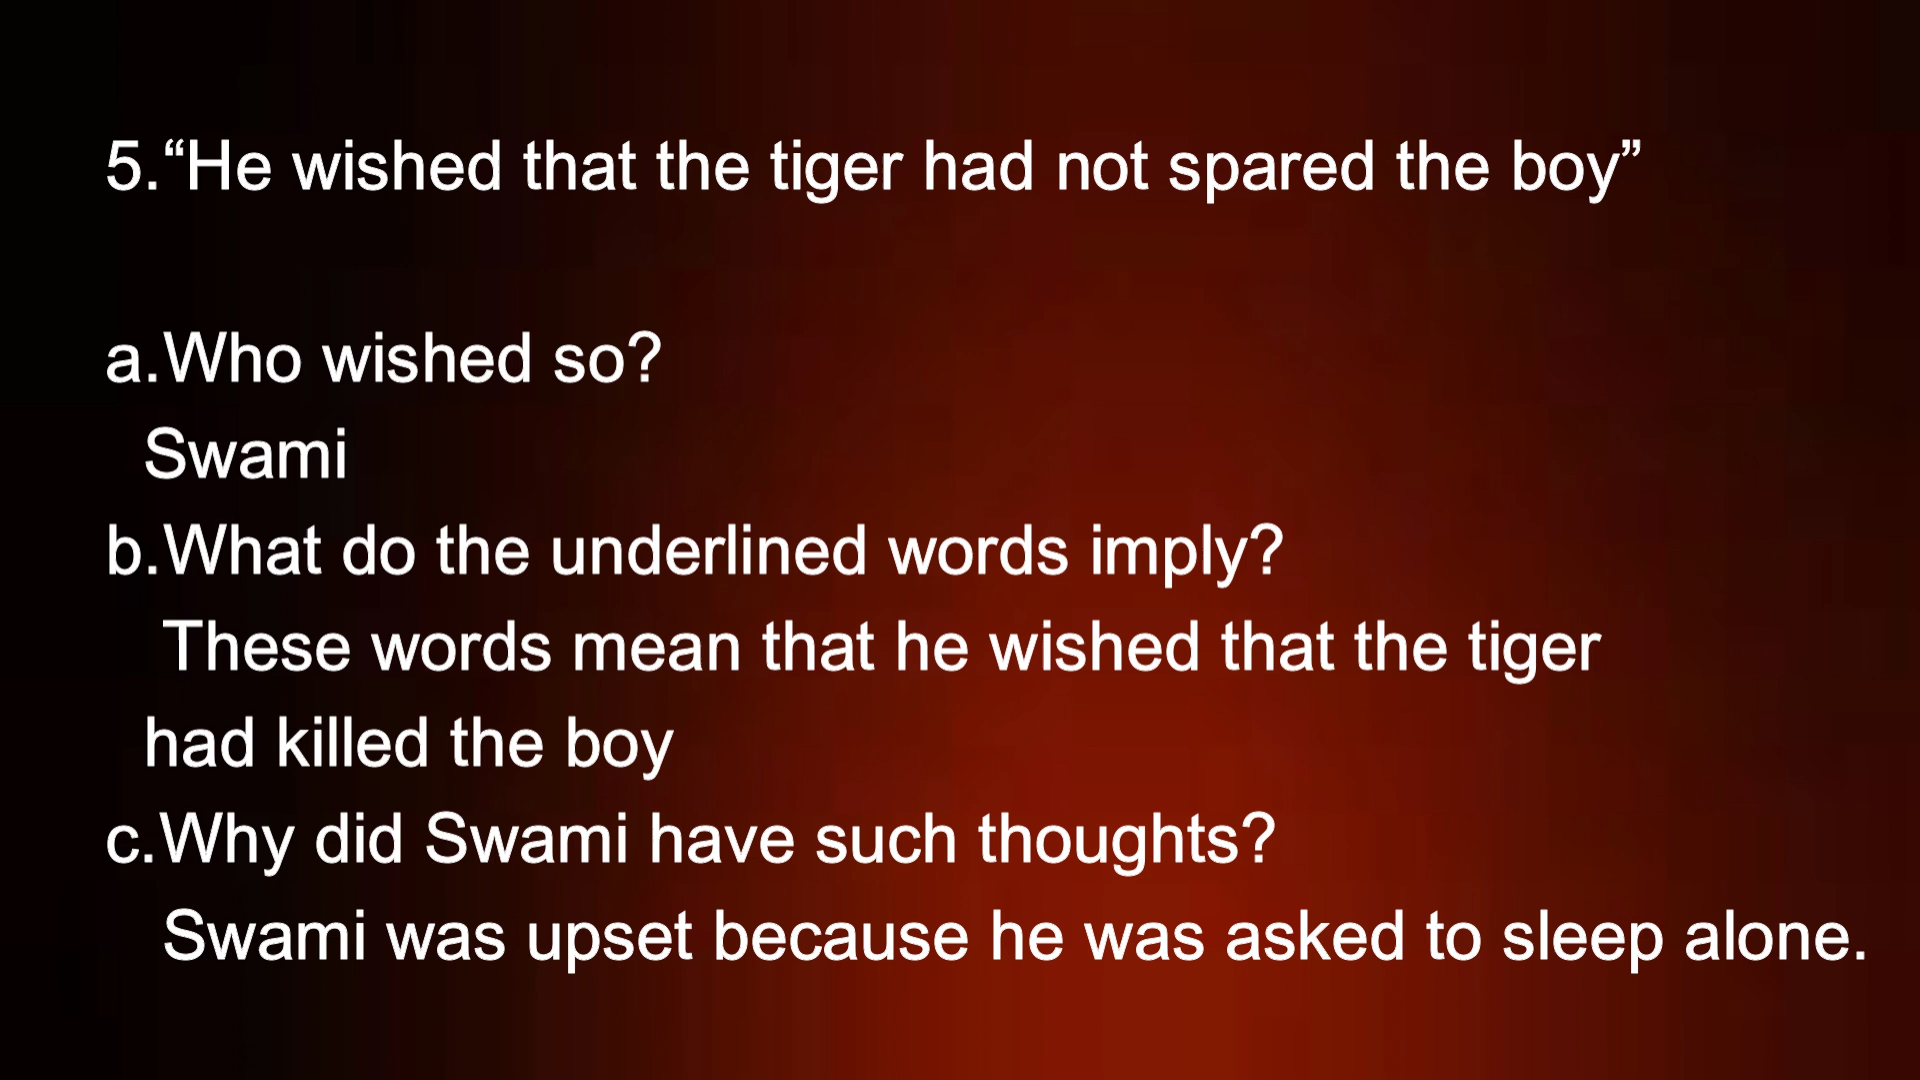 5.“He wished that the tiger had not spared the boy”
a.Who wished so?
Swami
b.What do the underlined words imply?
These words mean that he wished that the tiger
had killed the boy
c.Why did Swami have such thoughts?
Swami was upset because he was asked to sleep alone.